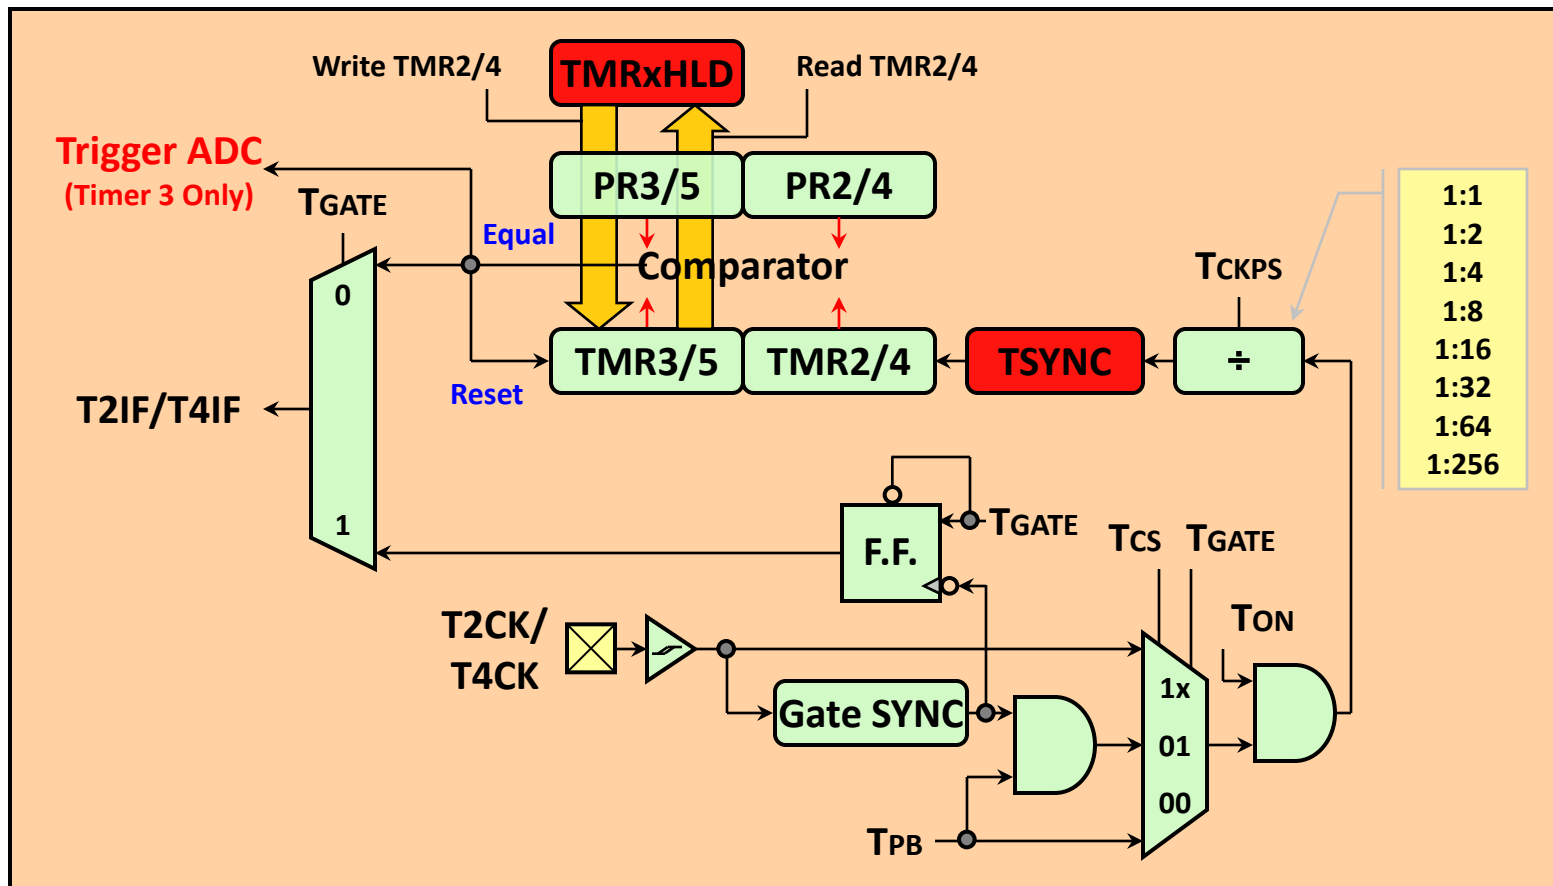 Write TMR2/4
TMRxHLD
Read TMR2/4
Trigger ADC
(Timer 3 Only)
TGATE
PR3/5
PR2/4
Equal
Comparator
TCKPS
0
1:1
1:2
1:4
1:8
1:16
1:32
1:64
1:256
TMR3/5
TMR2/4
TSYNC
÷
Reset
T2IF/T4IF
1
F.F.
TGATE
TCS
TGATE
TON
T2CK/
T4CK
Gate SYNC
1x
01
00
TPB